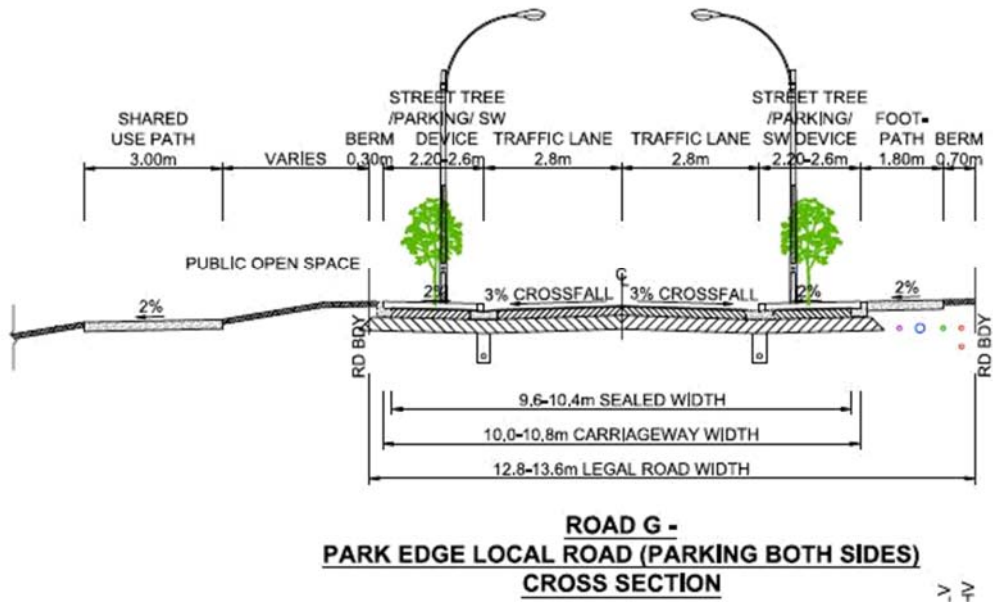 SHARED
USE PATH
3.00m
VARIES
BERM
0.30m
STREET TREE
/PARKING/ SW
DEVICE
2.20-2.6m
TRAFFIC LANE
2.8m
TRAFFIC LANE
2.8m
STREET TREE
/PARKING/
SW DEVICE
2.20-2.6m
FOOT-
PATH
1.80m
BERM
0.70m
PUBLIC OPEN SPACE
2%
2%
3% CROSSFALL
℄
3% CROSSFALL
2%
2%
RD BDY
RD BDY
9.6-10.4m SEALED WIDTH
10.0-10.8m CARRIAGEWAY WIDTH
12.8-13.6m LEGAL ROAD WIDTH
ROAD G -
PARK EDGE LOCAL ROAD (PARKING BOTH SIDES)
CROSS SECTION